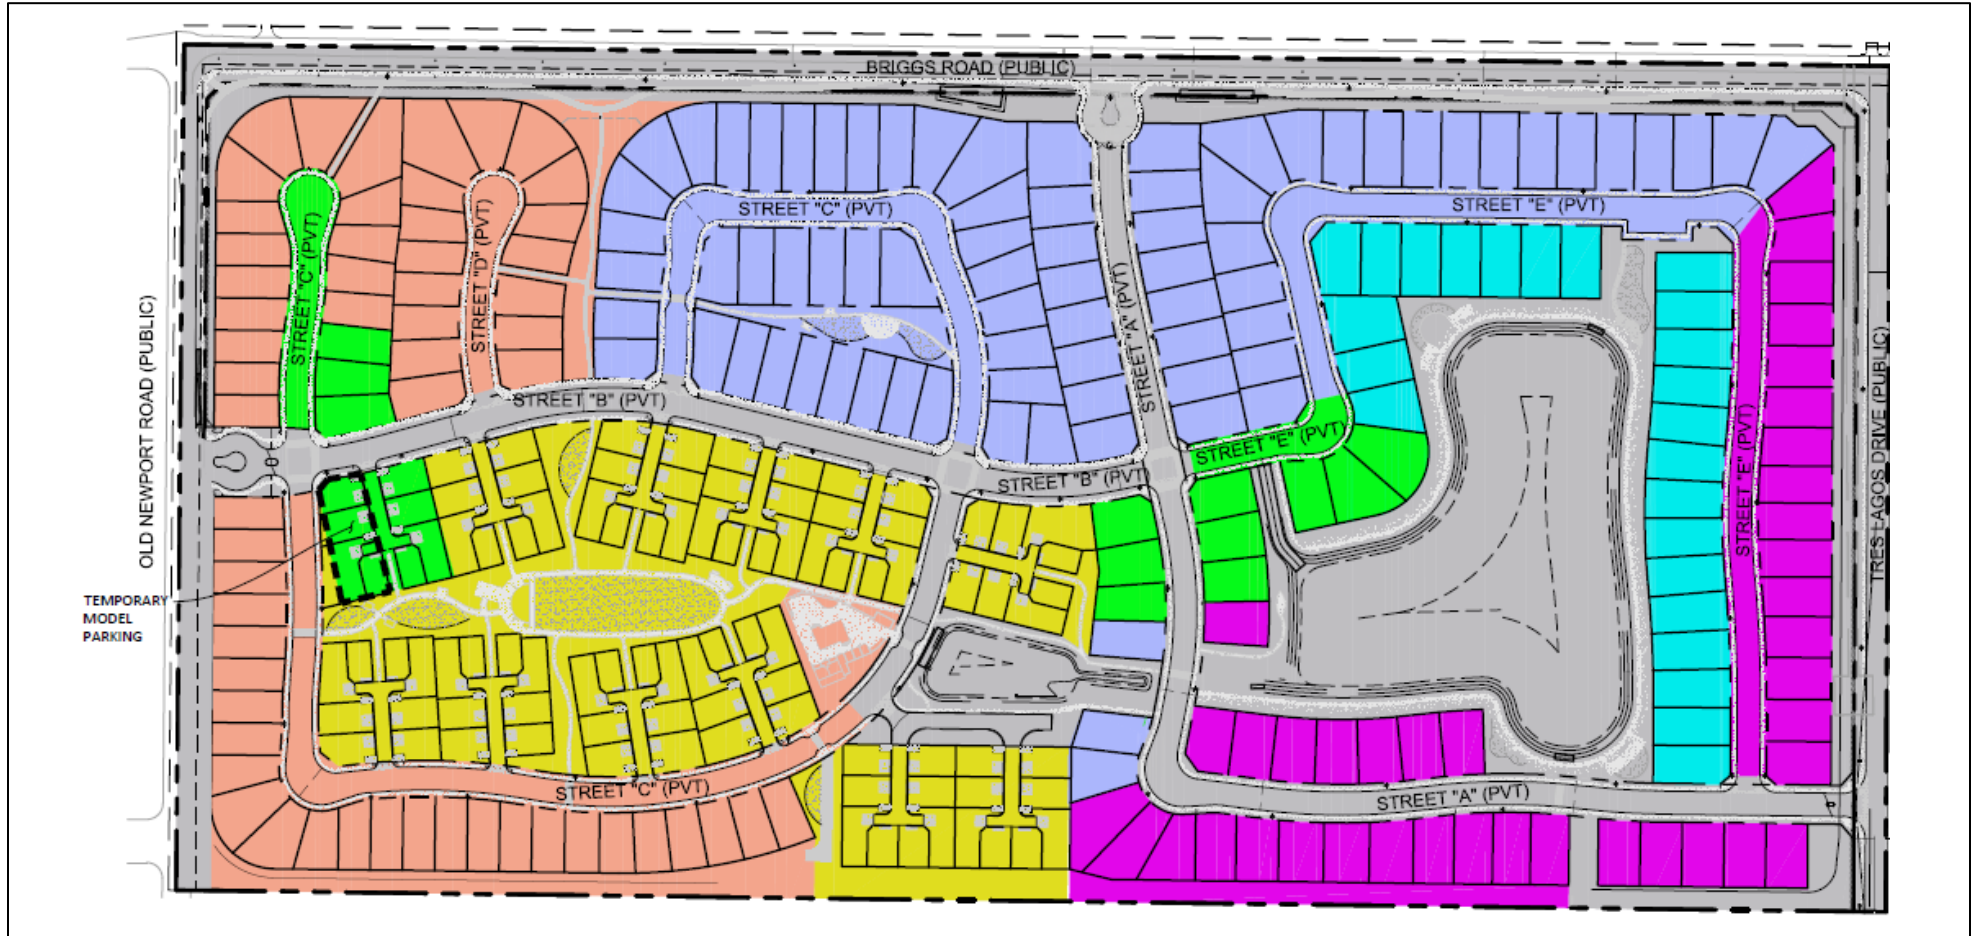 BRIGGS ROAD (PUBLIC)
STREET "C" (PVT)
STREET "E" (PVT)
STREET "C" (PVT)
STREET "D" (PVT)
STREET "A" (PVT)
OLD NEWPORT ROAD (PUBLIC)
TRES LAGOS DRIVE (PUBLIC)
STREET "B" (PVT)
STREET "E" (PVT)
STREET "B" (PVT)
STREET "E" (PVT)
TEMPORARY
MODEL
PARKING
STREET "C" (PVT)
STREET "A" (PVT)